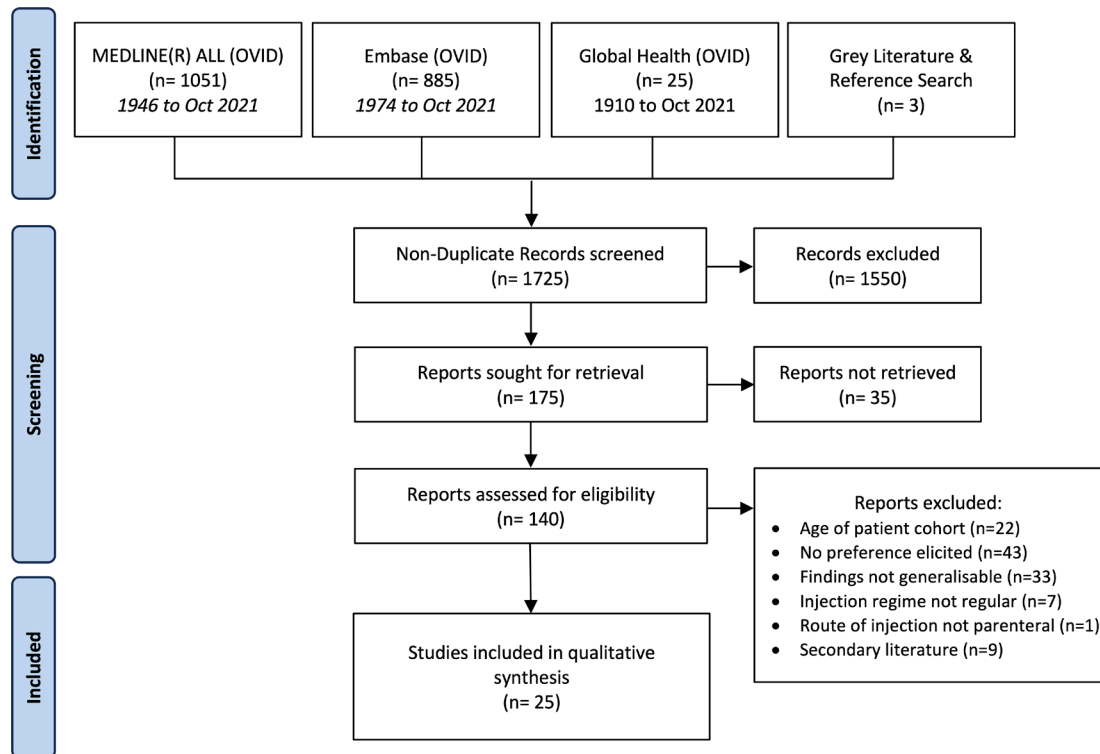 Identification
MEDLINE(R) ALL (OVID)
(n= 1051)
1946 to Oct 2021
Embase (OVID)
(n= 885)
1974 to Oct 2021
Global Health (OVID)
(n= 25)
1910 to Oct 2021
Grey Literature &
Reference Search
(n= 3)
Screening
Non-Duplicate Records screened
(n= 1725)
Records excluded
(n= 1550)
Reports sought for retrieval
(n= 175)
Reports not retrieved
(n= 35)
Reports assessed for eligibility
(n= 140)
Reports excluded:
• Age of patient cohort (n=22)
• No preference elicited (n=43)
• Findings not generalisable (n=33)
• Injection regime not regular (n=7)
• Route of injection not parenteral (n=1)
• Secondary literature (n=9)
Included
Studies included in qualitative
synthesis
(n= 25)